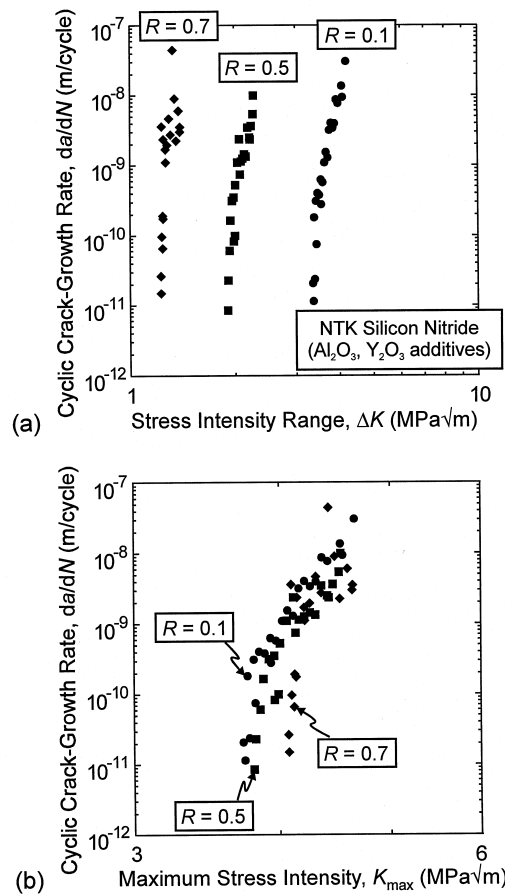 R = 0.7
R = 0.5
R = 0.1
Cyclic Crack-Growth Rate, da/dN (m/cycle)
10⁻⁷
10⁻⁸
10⁻⁹
10⁻¹⁰
10⁻¹¹
10⁻¹²
NTK Silicon Nitride
(Al₂O₃, Y₂O₃ additives)
1
10
(a)
Stress Intensity Range, ΔK (MPa√m)
Cyclic Crack-Growth Rate, da/dN (m/cycle)
10⁻⁷
10⁻⁸
10⁻⁹
10⁻¹⁰
10⁻¹¹
10⁻¹²
R = 0.1
R = 0.7
R = 0.5
3
6
(b)
Maximum Stress Intensity, Kmax (MPa√m)